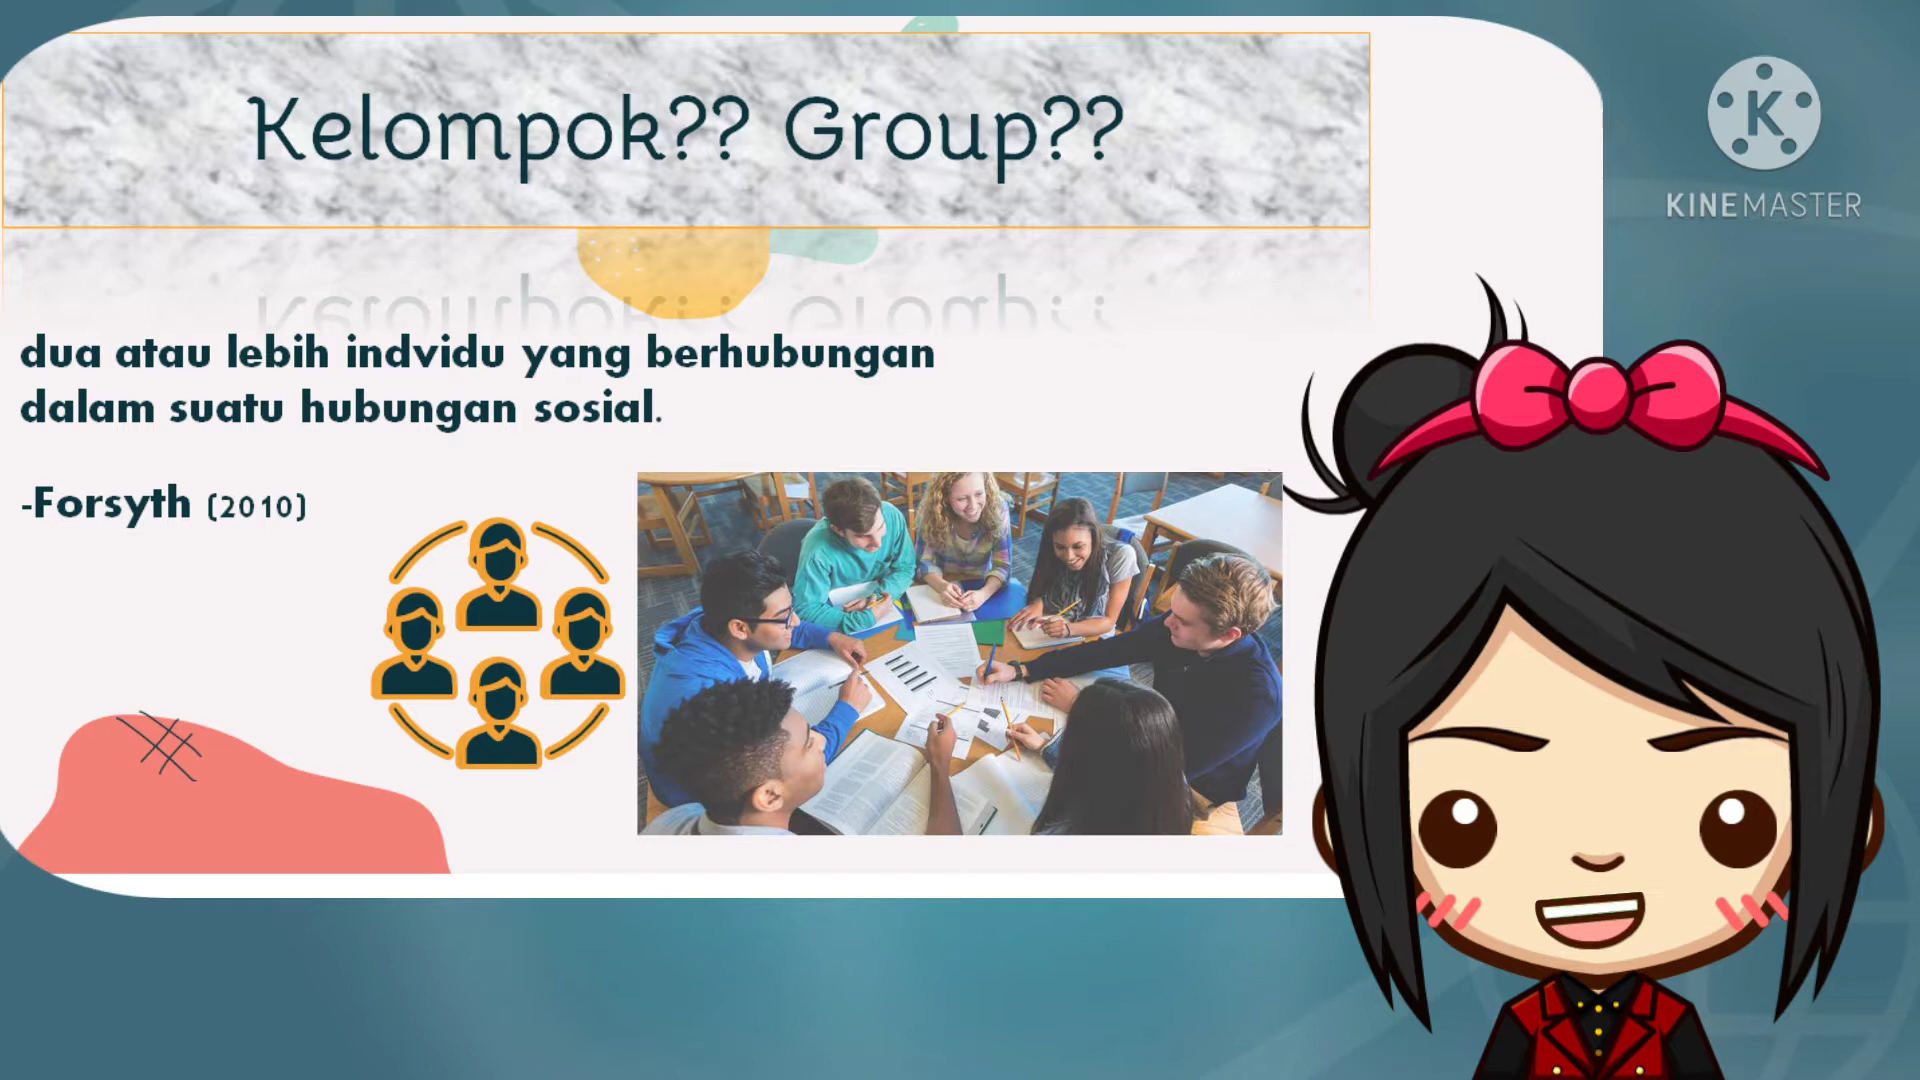 Kelompok?? Group??
dua atau lebih indvidu yang berhubungan
dalam suatu hubungan sosial.
-Forsyth (2010)
K
KINEMASTER